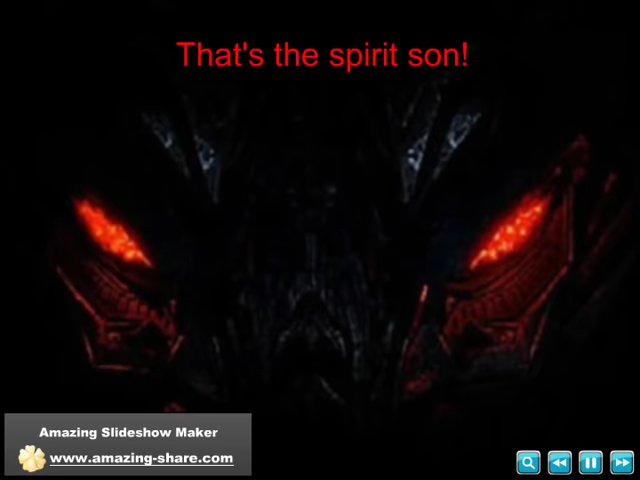 That's the spirit son!
Amazing Slideshow Maker
www.amazing-share.com